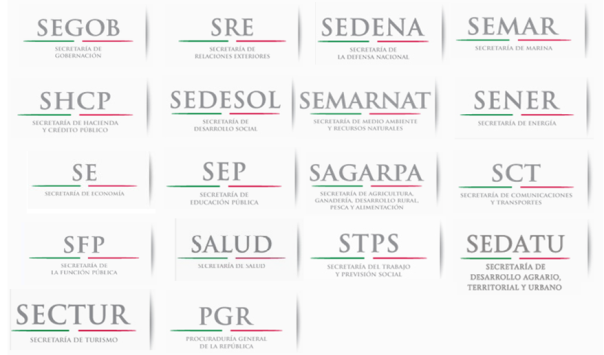 SEGOB
SECRETARÍA DE
GOBERNACIÓN
SRE
SECRETARÍA DE
RELACIONES EXTERIORES
SEDENA
SECRETARÍA DE
LA DEFENSA NACIONAL
SEMAR
SECRETARÍA DE MARINA
SHCP
SECRETARÍA DE HACIENDA
Y CRÉDITO PÚBLICO
SEDESOL
SECRETARÍA DE
DESARROLLO SOCIAL
SEMARNAT
SECRETARÍA DE MEDIO AMBIENTE
Y RECURSOS NATURALES
SENER
SECRETARÍA DE ENERGÍA
SE
SECRETARÍA DE ECONOMÍA
SEP
SECRETARÍA DE
EDUCACIÓN PÚBLICA
SAGARPA
SECRETARÍA DE AGRICULTURA,
GANADERÍA, DESARROLLO RURAL,
PESCA Y ALIMENTACIÓN
SCT
SECRETARÍA DE COMUNICACIONES
Y TRANSPORTES
SFP
SECRETARÍA DE
LA FUNCIÓN PÚBLICA
SALUD
SECRETARÍA DE SALUD
STPS
SECRETARÍA DEL TRABAJO
Y PREVISIÓN SOCIAL
SEDATU
SECRETARÍA DE
DESARROLLO AGRARIO,
TERRITORIAL Y URBANO
SECTUR
SECRETARÍA DE TURISMO
PGR
PROCURADURÍA GENERAL
DE LA REPÚBLICA